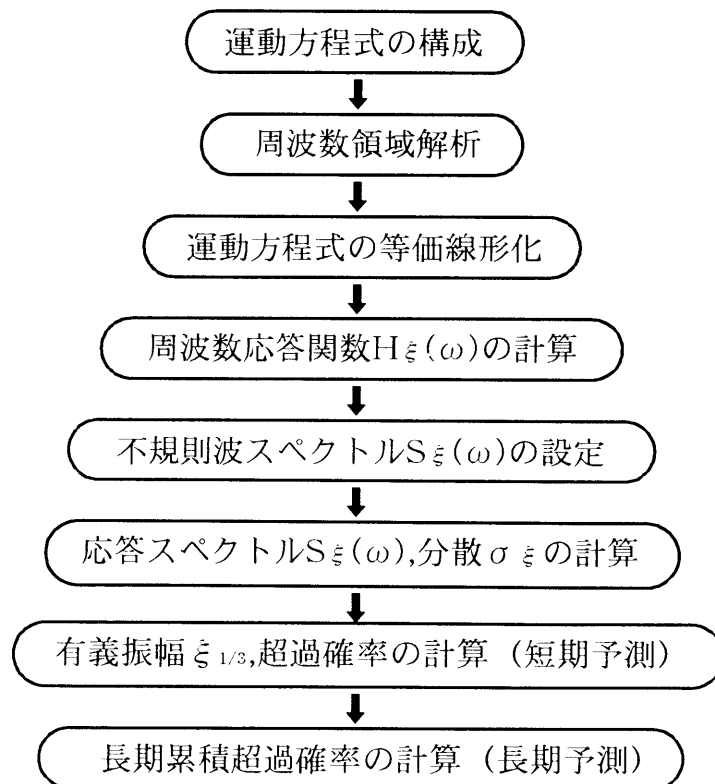 運動方程式の構成
周波数領域解析
運動方程式の等価線形化
周波数応答関数Hξ(ω)の計算
不規則波スペクトルSξ(ω)の設定
応答スペクトルSξ(ω),分散σξの計算
有義振幅ξ1/3,超過確率の計算（短期予測）
長期累積超過確率の計算（長期予測）